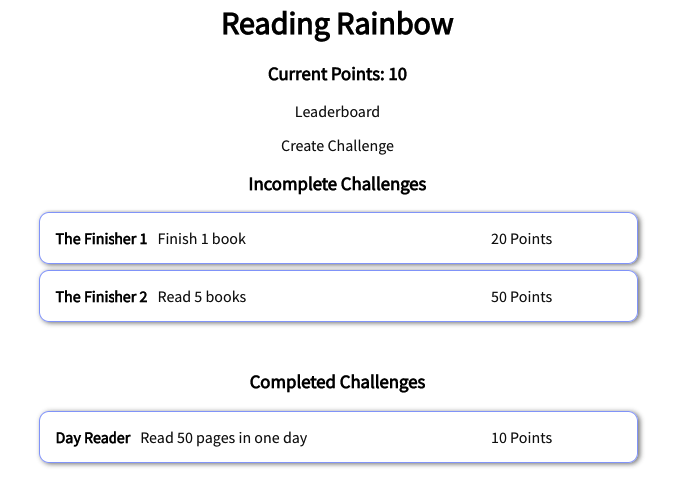 Reading Rainbow
Current Points: 10
Leaderboard
Create Challenge
Incomplete Challenges
The Finisher 1 Finish 1 book 20 Points
The Finisher 2 Read 5 books 50 Points
Completed Challenges
Day Reader Read 50 pages in one day 10 Points